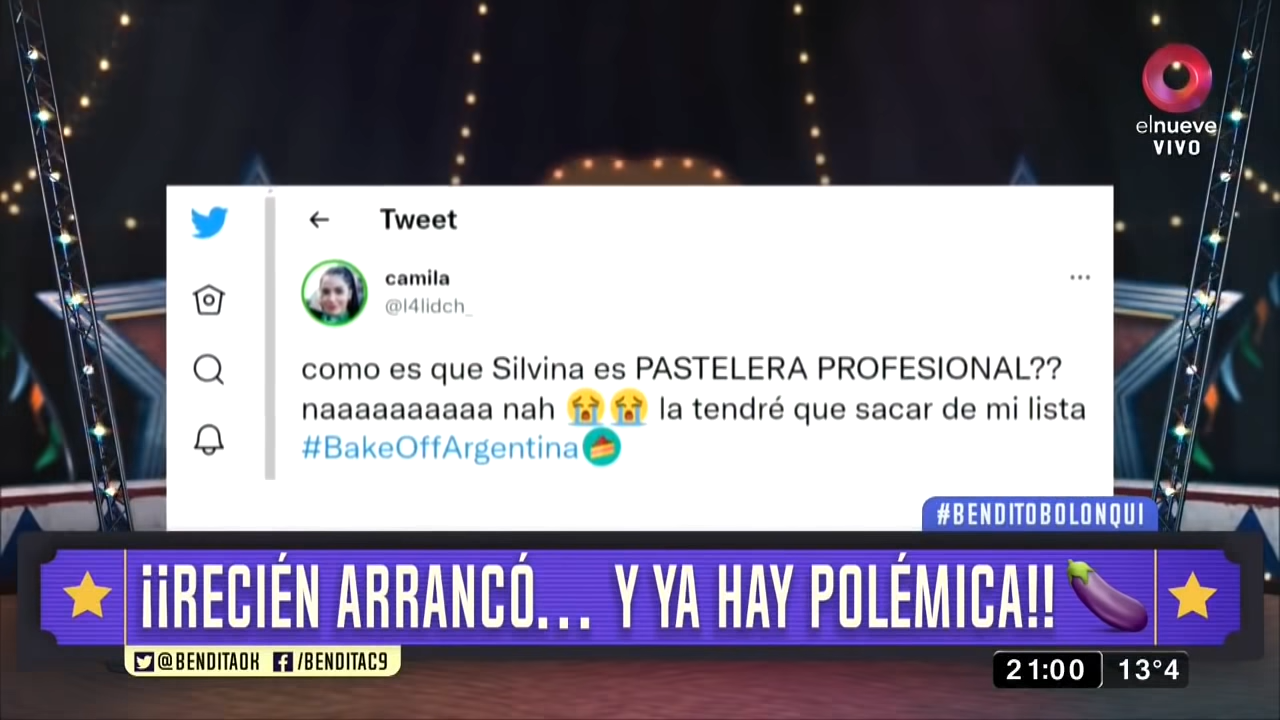 elnueve
VIVO
Tweet
camila
@l4lidch_
como es que Silvina es PASTELERA PROFESIONAL??
naaaaaaaaaaa nah 😭😭 la tendré que sacar de mi lista
#BakeOffArgentina🍰
#BENDITOBOLONQUI
¡¡RECIÉN ARRANCÓ... Y YA HAY POLÉMICA!!🍆
@BENDITAOK /BENDITAC9
21:00 13°4